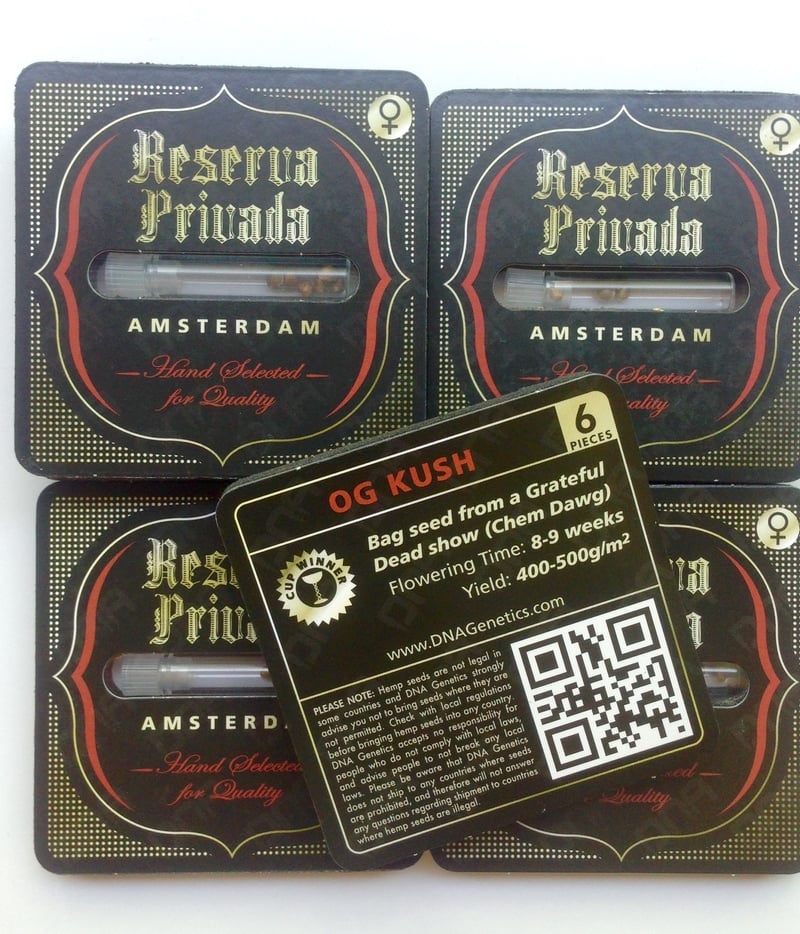 Reserva
Privada
AMSTERDAM
Hand Selected
for Quality
Reserva
Privada
AMSTERDAM
Hand Selected
OG KUSH
6
PIECES
Bag seed from a Grateful
Dead show (Chem Dawg)
Flowering Time: 8-9 weeks
Yield: 400-500g/m²
CUP WINNER
www.DNAGenetics.com
PLEASE NOTE: Hemp seeds are not legal in
some countries and DNA Genetics strongly
advise you not to bring seeds where they are
not permitted. Check with local regulations
before bringing hemp seeds into any country.
DNA Genetics accepts no responsibility for
people who do not comply with local laws,
and advise people to not break any local
laws. Please be aware that DNA Genetics
does not ship to any countries where seeds
are prohibited, and therefore will not answer
any questions regarding shipment to countries
where hemp seeds are illegal.
Hand Selected
for Quality
Quality